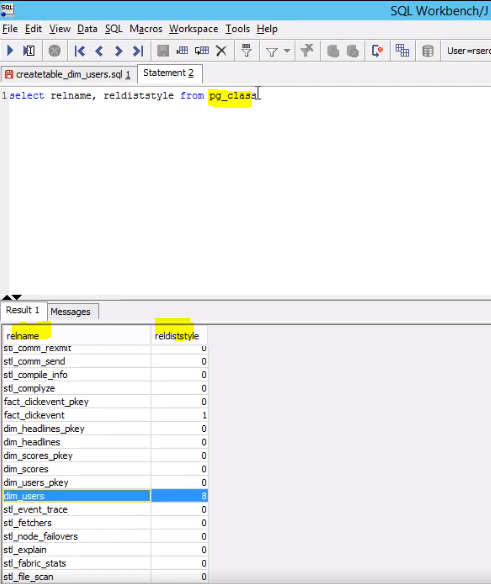 SQL Workbench/J
File Edit View Data SQL Macros Workspace Tools Help
User=rserc
createtable_dim_users.sql 1 Statement 2
1 select relname, reldiststyle from pg_class
Result 1 Messages
relname reldiststyle
stl_comm_rexmit 0
stl_comm_send 0
stl_compile_info 0
stl_complyze 0
fact_clickevent_pkey 0
fact_clickevent 1
dim_headlines_pkey 0
dim_headlines 0
dim_scores_pkey 0
dim_scores 0
dim_users_pkey 0
dim_users 8
stl_event_trace 0
stl_fetchers 0
stl_node_failovers 0
stl_explain 0
stl_fabric_stats 0
stl_file_scan 0